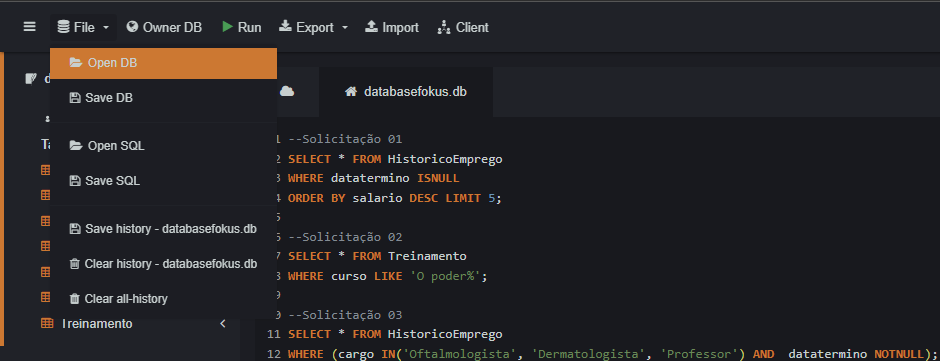 File Owner DB Run Export Import Client
Open DB
Save DB
Open SQL
Save SQL
Save history - databasefokus.db
Clear history - databasefokus.db
Clear all-history
Treinamento
databasefokus.db
1 --Solicitação 01
2 SELECT * FROM HistoricoEmprego
3 WHERE datatermino ISNULL
4 ORDER BY salario DESC LIMIT 5;
5
6 --Solicitação 02
7 SELECT * FROM Treinamento
8 WHERE curso LIKE 'O poder%';
9
10 --Solicitação 03
11 SELECT * FROM HistoricoEmprego
12 WHERE (cargo IN('Oftalmologista', 'Dermatologista', 'Professor') AND datatermino NOTNULL);